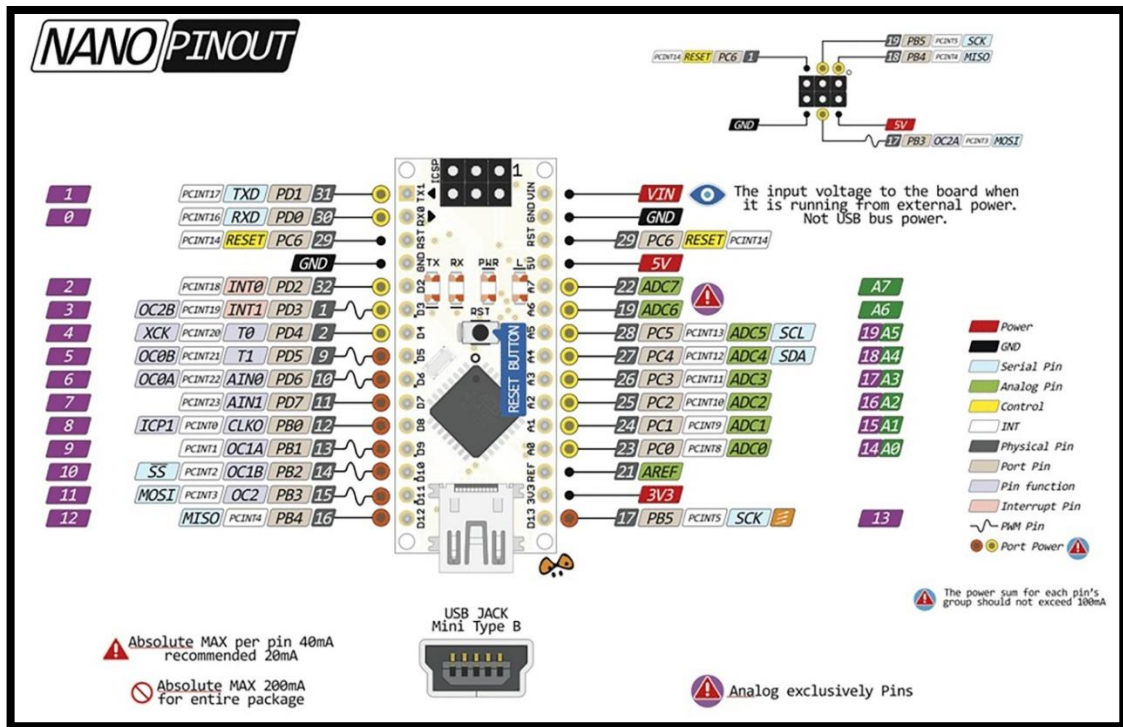 NANO PINOUT
19 PB5 PCINT5 SCK
PCINT14 RESET PC6 1
18 PB4 PCINT4 MISO
GND
5V
17 PB3 OC2A PCINT3 MOSI
1 PCINT17 TXD PD1 31
0 PCINT16 RXD PD0 30
PCINT14 RESET PC6 29
GND
2 PCINT18 INT0 PD2 32
3 OC2B PCINT19 INT1 PD3 1
4 XCK PCINT20 T0 PD4 2
5 OC0B PCINT21 T1 PD5 9
6 OC0A PCINT22 AIN0 PD6 10
7 PCINT23 AIN1 PD7 11
8 ICP1 PCINT0 CLKO PB0 12
9 PCINT1 OC1A PB1 13
10 SS PCINT2 OC1B PB2 14
11 MOSI PCINT3 OC2 PB3 15
12 MISO PCINT4 PB4 16
ICSP
1
TX1 VIN
RX0 GND
RST RST
GND 5V
D2 A7
D3 A6
D4 A5
D5 A4
D6 A3
D7 A2
D8 A1
D9 A0
D10 REF
D11 3V3
D12 D13
TX RX PWR L
RST
RESET BUTTON
VIN
The input voltage to the board when
it is running from external power.
Not USB bus power.
GND
29 PC6 RESET PCINT14
5V
22 ADC7 A7
19 ADC6 A6
28 PC5 PCINT13 ADC5 SCL 19 A5
27 PC4 PCINT12 ADC4 SDA 18 A4
26 PC3 PCINT11 ADC3 17 A3
25 PC2 PCINT10 ADC2 16 A2
24 PC1 PCINT9 ADC1 15 A1
23 PC0 PCINT8 ADC0 14 A0
21 AREF
3V3
17 PB5 PCINT5 SCK 13
Power
GND
Serial Pin
Analog Pin
Control
INT
Physical Pin
Port Pin
Pin function
Interrupt Pin
PWM Pin
Port Power
The power sum for each pin's
group should not exceed 100mA
USB JACK
Mini Type B
Absolute MAX per pin 40mA
recommended 20mA
Absolute MAX 200mA
for entire package
Analog exclusively Pins